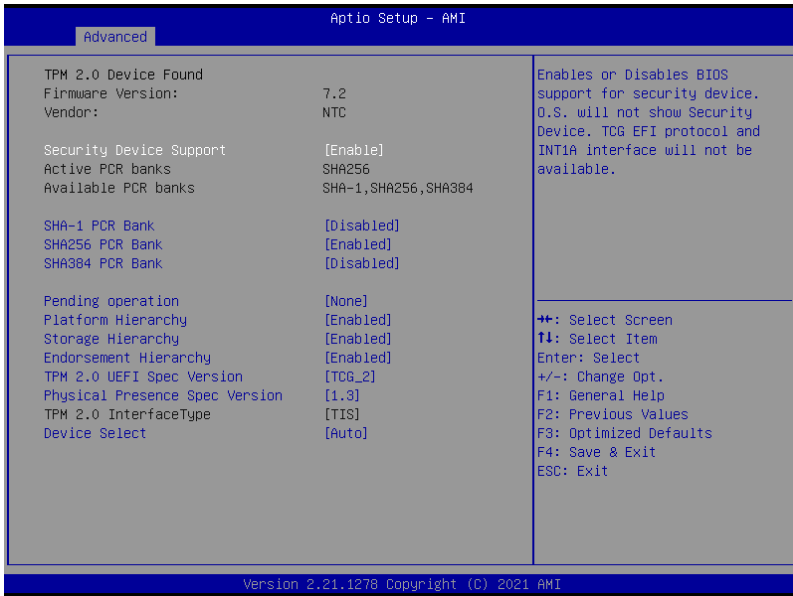 Aptio Setup - AMI
Advanced
TPM 2.0 Device Found
Firmware Version: 7.2
Vendor: NTC
Security Device Support [Enable]
Active PCR banks SHA256
Available PCR banks SHA-1,SHA256,SHA384
SHA-1 PCR Bank [Disabled]
SHA256 PCR Bank [Enabled]
SHA384 PCR Bank [Disabled]
Pending operation [None]
Platform Hierarchy [Enabled]
Storage Hierarchy [Enabled]
Endorsement Hierarchy [Enabled]
TPM 2.0 UEFI Spec Version [TCG_2]
Physical Presence Spec Version [1.3]
TPM 2.0 InterfaceType [TIS]
Device Select [Auto]
Enables or Disables BIOS
support for security device.
O.S. will not show Security
Device. TCG EFI protocol and
INT1A interface will not be
available.
→←: Select Screen
↑↓: Select Item
Enter: Select
+/-: Change Opt.
F1: General Help
F2: Previous Values
F3: Optimized Defaults
F4: Save & Exit
ESC: Exit
Version 2.21.1278 Copyright (C) 2021 AMI